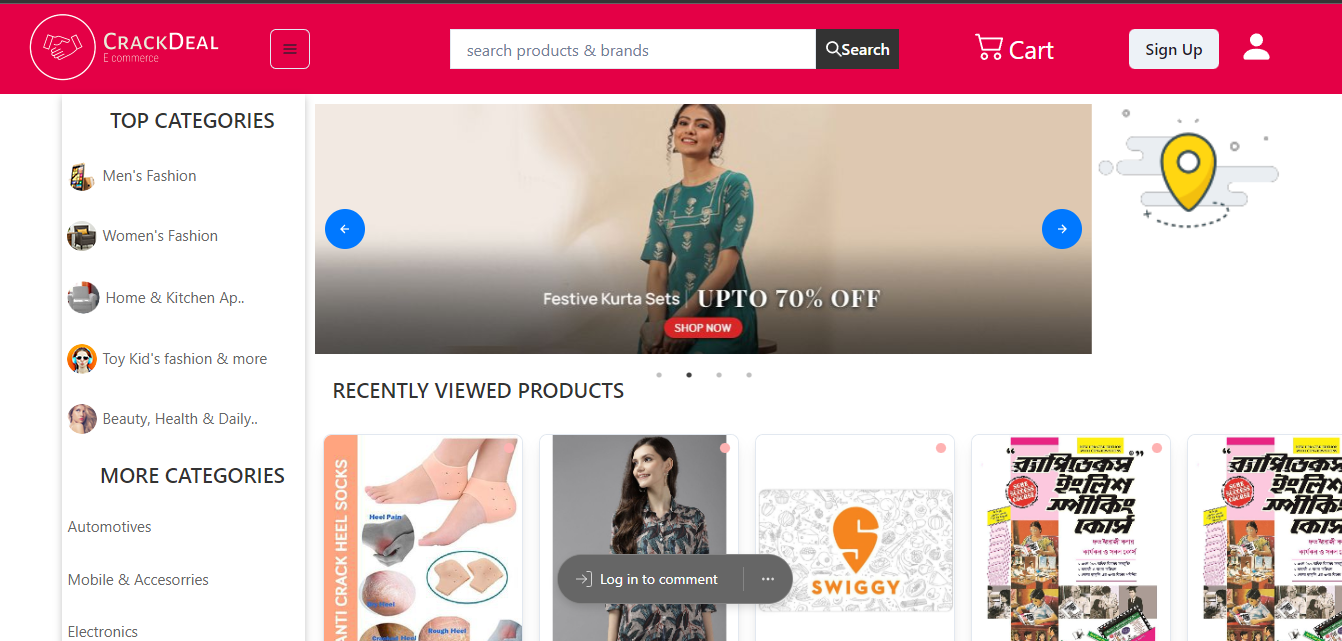 CRACKDEAL
E commerce
search products & brands
Search
Cart
Sign Up
TOP CATEGORIES
Men's Fashion
Women's Fashion
Home & Kitchen Ap..
Toy Kid's fashion & more
Beauty, Health & Daily..
MORE CATEGORIES
Automotives
Mobile & Accesorries
Electronics
Festive Kurta Sets | UPTO 70% OFF
SHOP NOW
RECENTLY VIEWED PRODUCTS
ANTI CRACK HEEL SOCKS
Heel Pain
Rough Heel
SWIGGY
র‍্যাপিডেক্স
ইংলিশ
স্পীকিং
কোর্স
র‍্যাপিডেক্স
ইংলিশ
স্পীকিং
Log in to comment